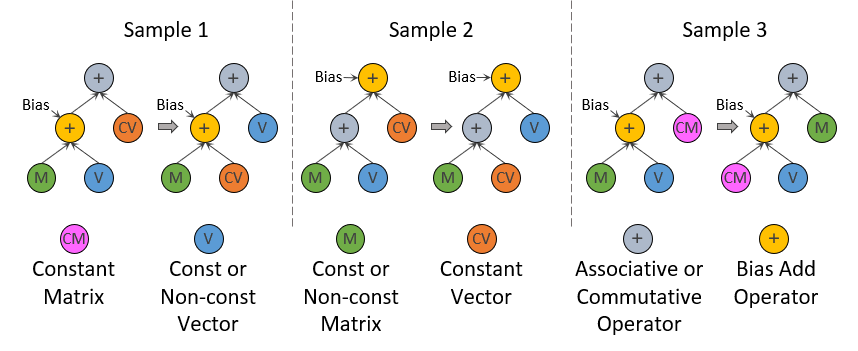 Sample 1
Sample 2
Sample 3
+ +
Bias + Bias +
+ +
Bias + CV Bias + V
+ CV + V
Bias + CM Bias + M
M V M CV
M V M CV
M V CM V
CM
V
M
CV
+
+
Constant
Matrix
Const or
Non-const
Vector
Const or
Non-const
Matrix
Constant
Vector
Associative or
Commutative
Operator
Bias Add
Operator